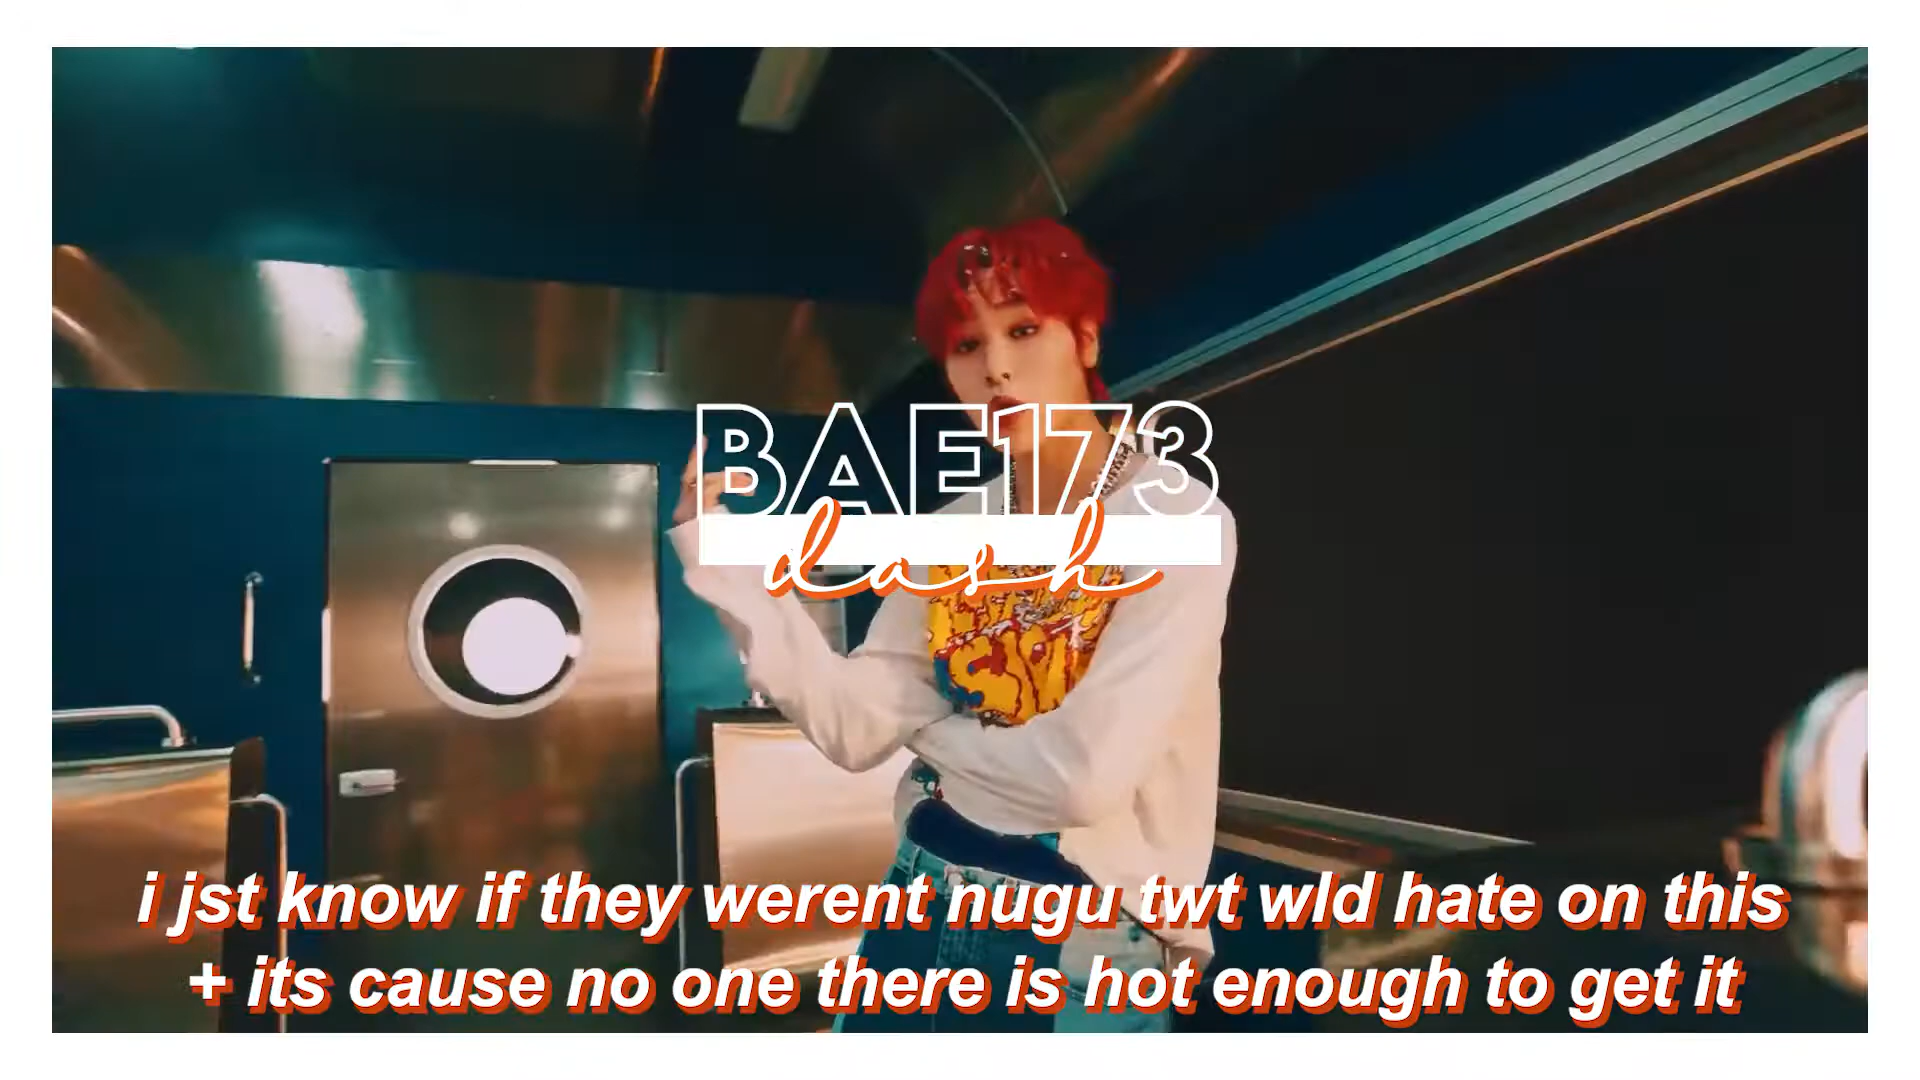 BAE173
dash
i jst know if they werent nugu twt wld hate on this
+ its cause no one there is hot enough to get it